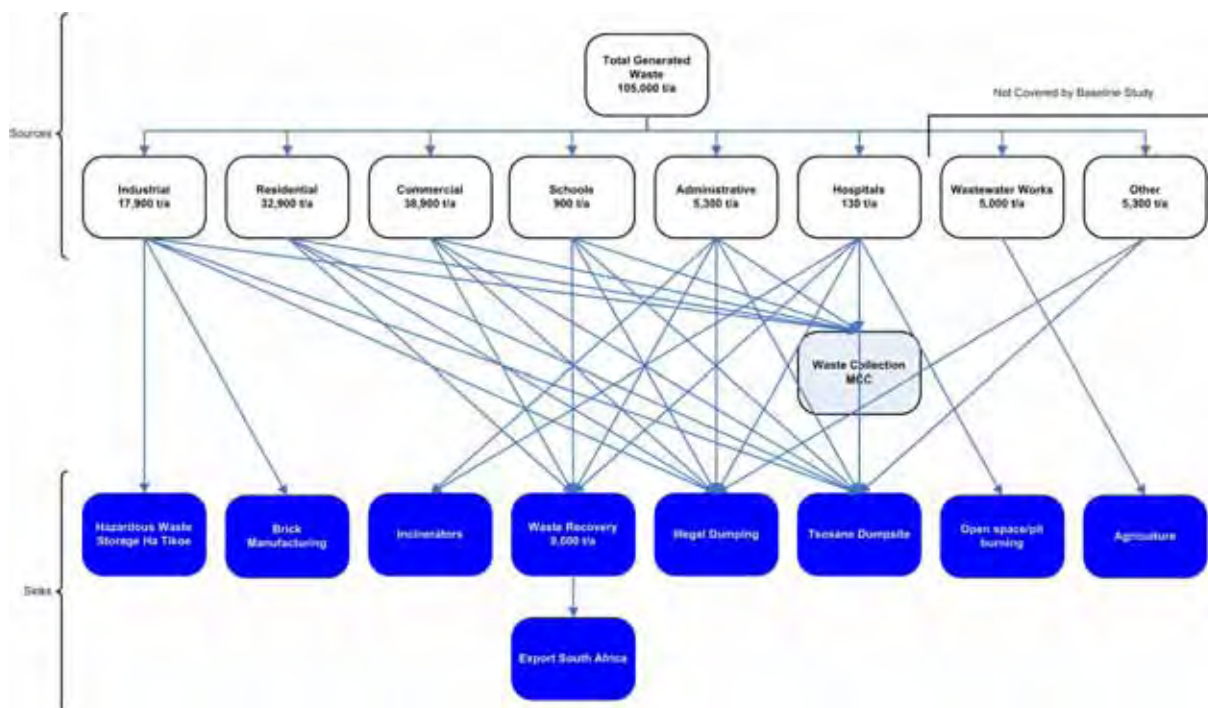 Total Generated
Waste
105,000 t/a
Not Covered by Baseline Study
Sources
Industrial
17,900 t/a
Residential
32,900 t/a
Commercial
38,900 t/a
Schools
900 t/a
Administrative
5,300 t/a
Hospitals
130 t/a
Wastewater Works
5,000 t/a
Other
5,300 t/a
Waste Collection
MCC
Hazardous Waste
Storage Ha Tikoe
Brick
Manufacturing
Incinerators
Waste Recovery
t/a
Illegal Dumping
Tsosane Dumpsite
Open space/pit
burning
Agriculture
Sinks
Export South Africa